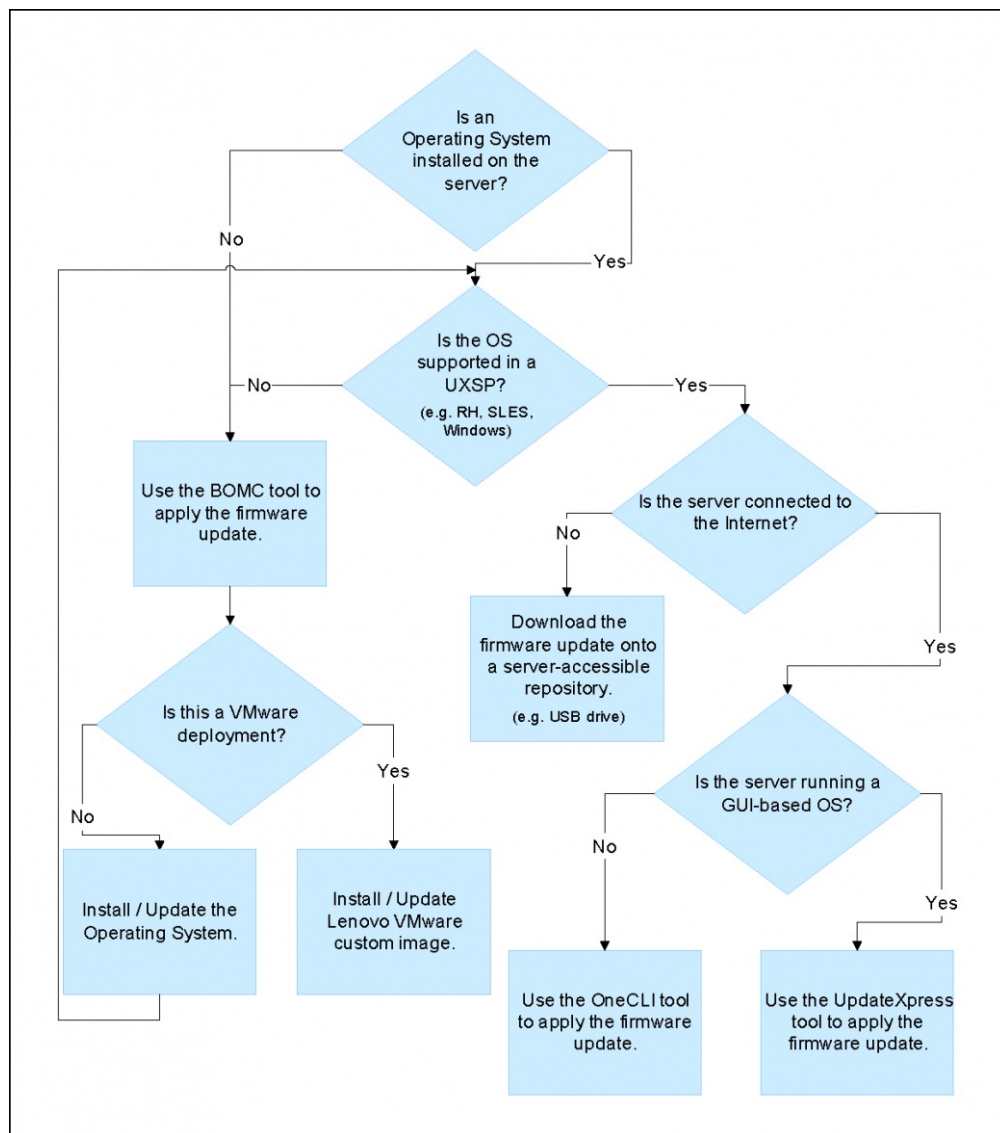 Is an
Operating System
installed on the
server?
No
Yes
Is the OS
supported in a
UXSP?
(e.g. RH, SLES,
Windows)
No
Yes
Use the BOMC tool to
apply the firmware
update.
Is the server connected to
the Internet?
No
Yes
Download the
firmware update onto
a server-accessible
repository.
(e.g. USB drive)
Is this a VMware
deployment?
No
Yes
Is the server running a
GUI-based OS?
No
Yes
Install / Update the
Operating System.
Install / Update
Lenovo VMware
custom image.
Use the OneCLI tool
to apply the firmware
update.
Use the UpdateXpress
tool to apply the
firmware update.